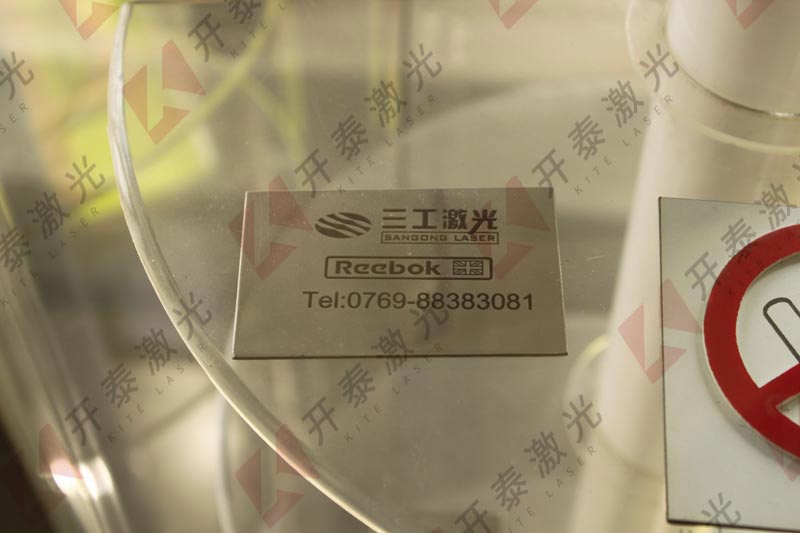 三工激光
SANGONG LASER
Reebok
Tel:0769-88383081
开泰激光
KITE LASER